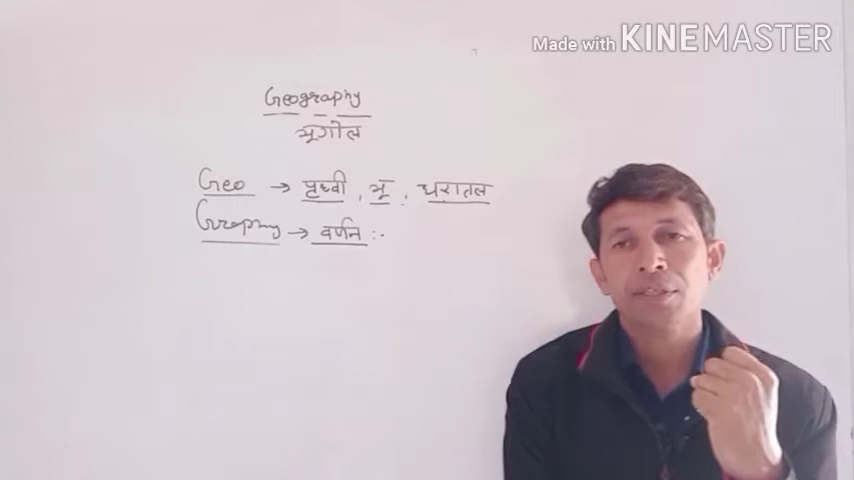 Made with KINEMASTER
Geography
भूगोल
Geo → पृथ्वी, भू, धरातल
Graphy → वर्णन :-